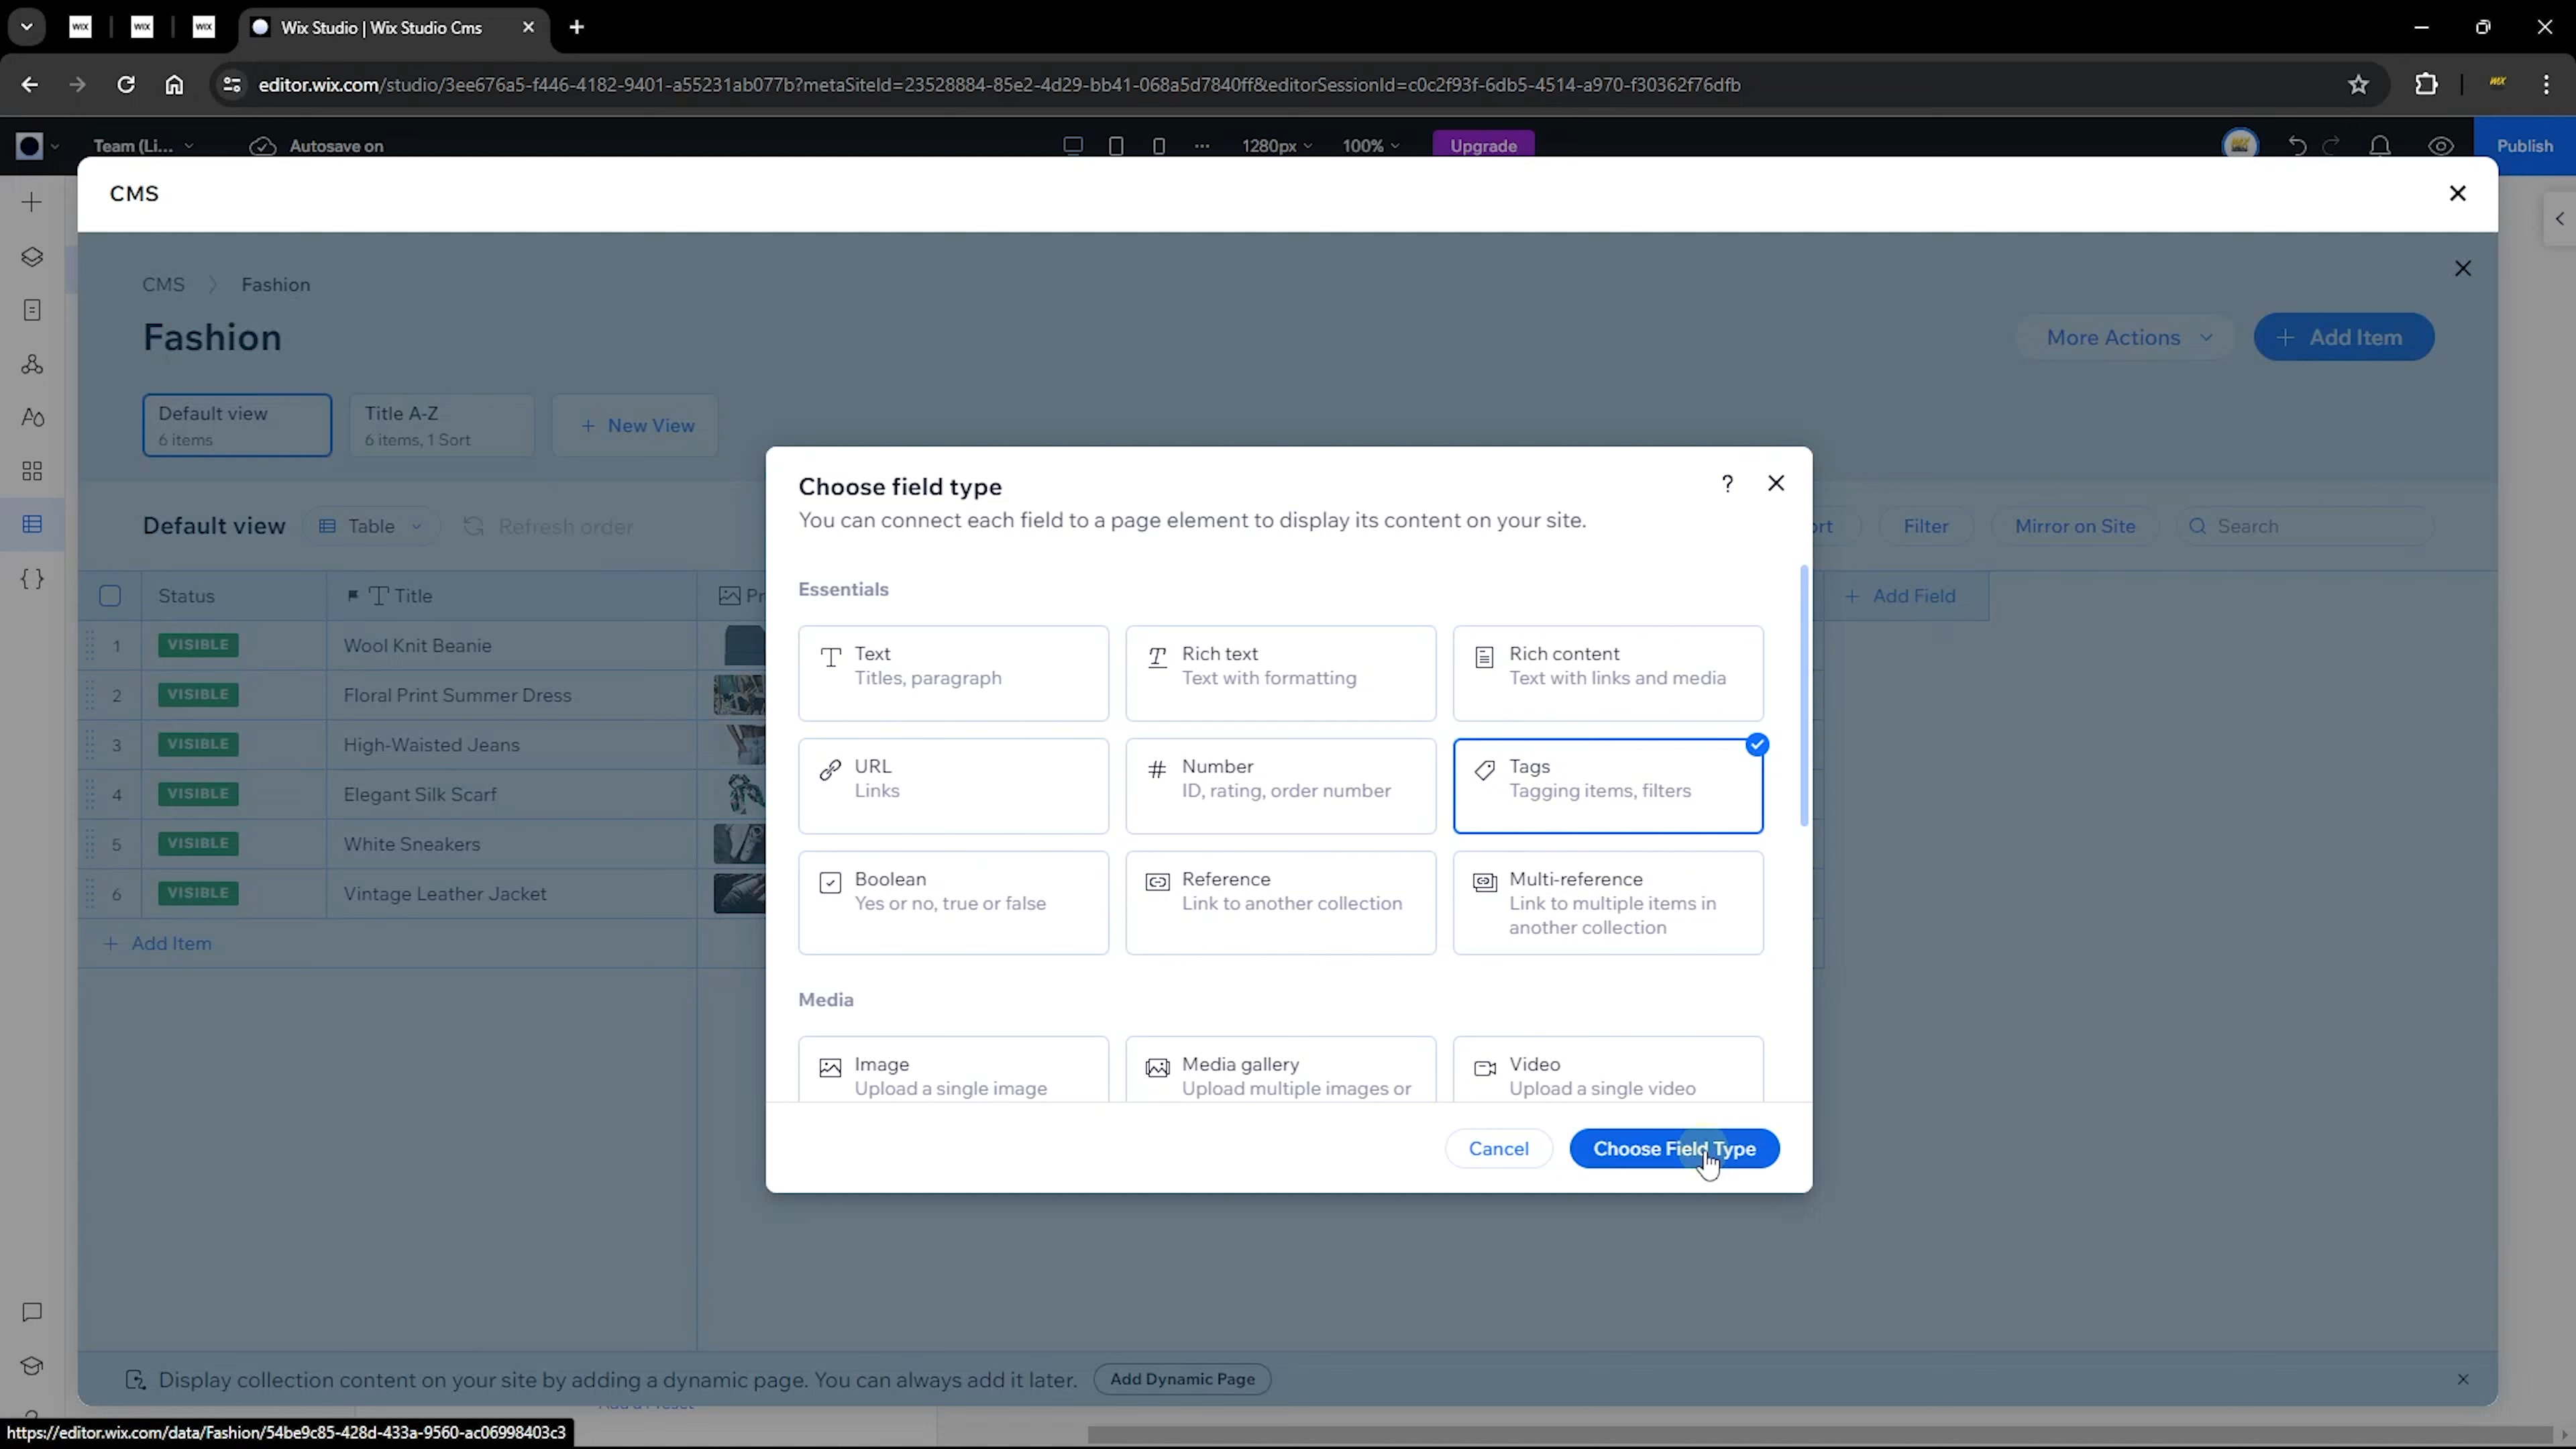 WIX
WIX
WIX
Wix Studio | Wix Studio Cms
editor.wix.com/studio/3ee676a5-f446-4182-9401-a55231ab077b?metaSiteId=23528884-85e2-4d29-bb41-068a5d7840ff&editorSessionId=c0c2f93f-6db5-4514-a970-f30362f76dfb
Team (Li...
Autosave on
1280px
100%
Upgrade
Publish
CMS
CMS
Fashion
Fashion
More Actions
+ Add Item
Default view
6 items
Title A-Z
6 items, 1 Sort
+ New View
Default view
Table
Refresh order
ort
Filter
Mirror on Site
Search
Status
Title
Pr
+ Add Field
1 VISIBLE Wool Knit Beanie
2 VISIBLE Floral Print Summer Dress
3 VISIBLE High-Waisted Jeans
4 VISIBLE Elegant Silk Scarf
5 VISIBLE White Sneakers
6 VISIBLE Vintage Leather Jacket
+ Add Item
Choose field type
?
You can connect each field to a page element to display its content on your site.
Essentials
Text
Titles, paragraph
Rich text
Text with formatting
Rich content
Text with links and media
URL
Links
Number
ID, rating, order number
Tags
Tagging items, filters
Boolean
Yes or no, true or false
Reference
Link to another collection
Multi-reference
Link to multiple items in
another collection
Media
Image
Upload a single image
Media gallery
Upload multiple images or
Video
Upload a single video
Cancel
Choose Field Type
Display collection content on your site by adding a dynamic page. You can always add it later.
Add Dynamic Page
https://editor.wix.com/data/Fashion/54be9c85-428d-433a-9560-ac06998403c3